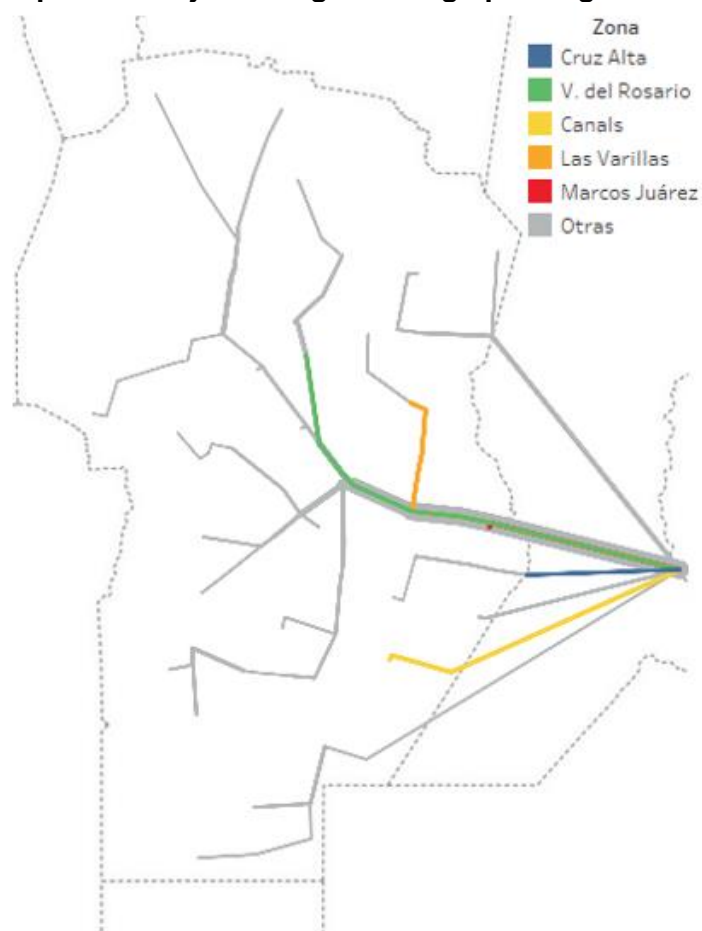 Zona
Cruz Alta
V. del Rosario
Canals
Las Varillas
Marcos Juárez
Otras